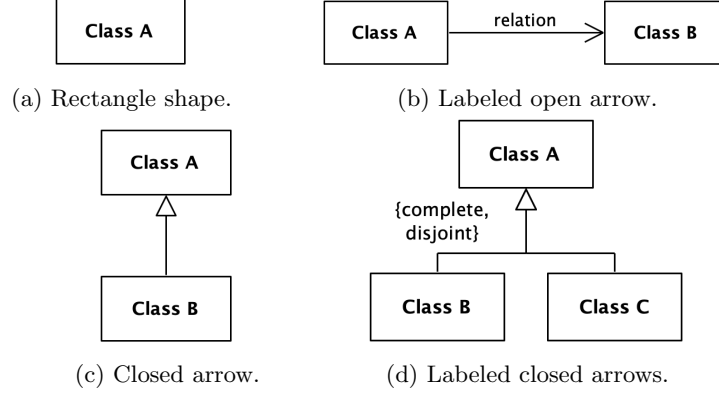 Class A
(a) Rectangle shape.
Class A
relation
Class B
(b) Labeled open arrow.
Class A
Class B
(c) Closed arrow.
Class A
{complete,
disjoint}
Class B
Class C
(d) Labeled closed arrows.